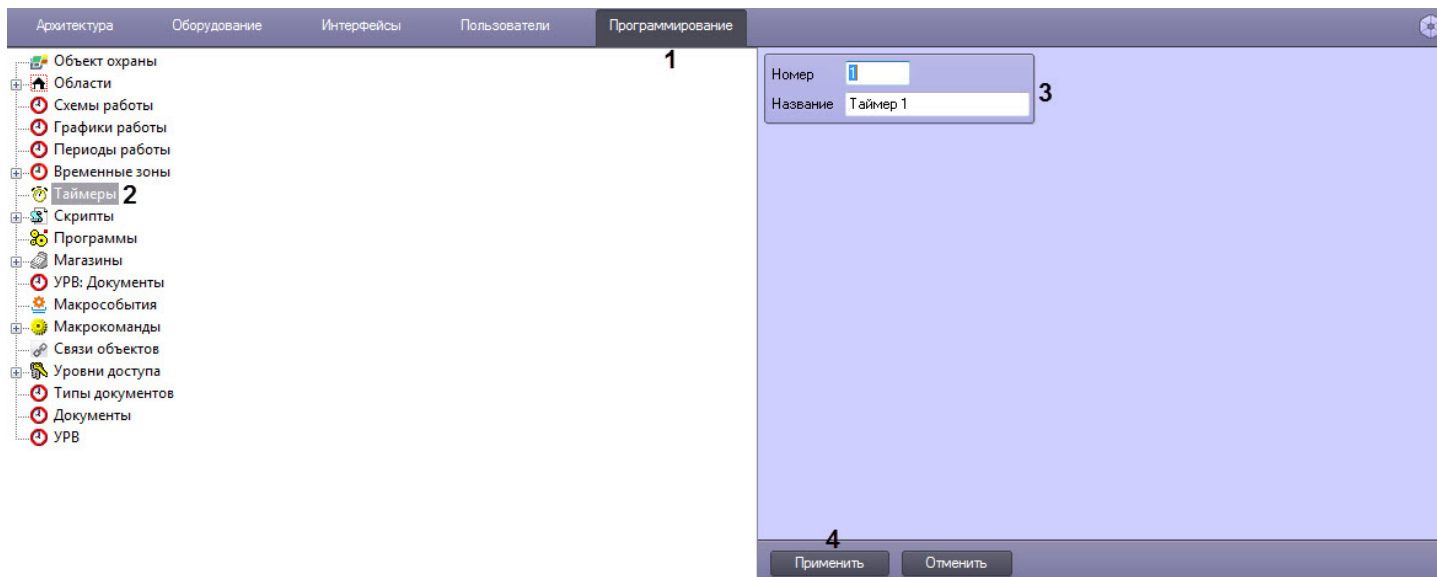 Архитектура Оборудование Интерфейсы Пользователи Программирование
1
Объект охраны
Области
Схемы работы
Графики работы
Периоды работы
Временные зоны
Таймеры 2
Скрипты
Программы
Магазины
УРВ: Документы
Макрособытия
Макрокоманды
Связи объектов
Уровни доступа
Типы документов
Документы
УРВ
Номер 1
Название Таймер 1
3
4
Применить Отменить